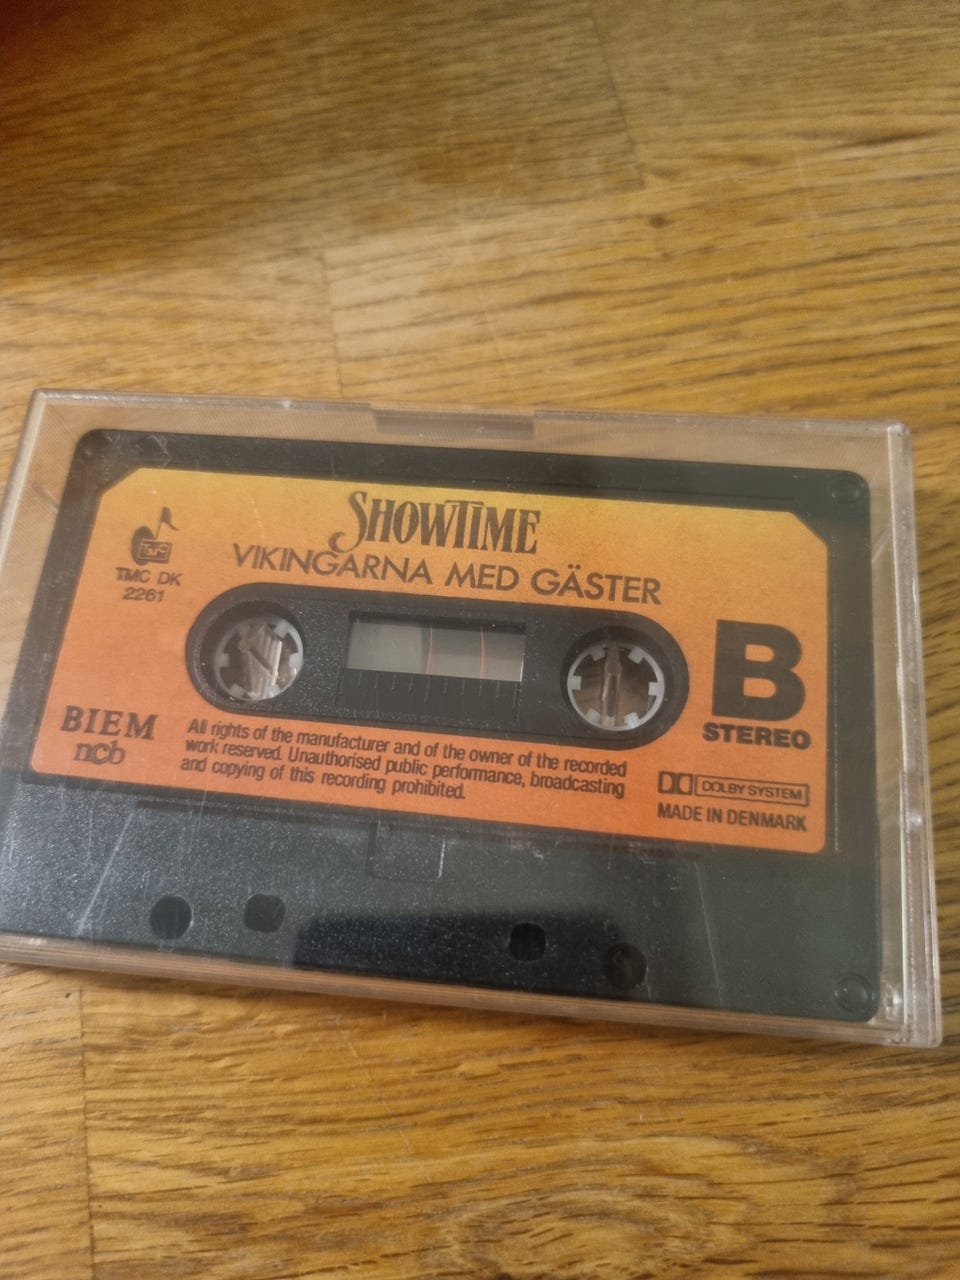 SHOWTIME
VIKINGARNA MED GÄSTER
TMC
TMC DK
2261
B
STEREO
BIEM
ncb
All rights of the manufacturer and of the owner of the recorded
work reserved. Unauthorised public performance, broadcasting
and copying of this recording prohibited.
DOLBY SYSTEM
MADE IN DENMARK